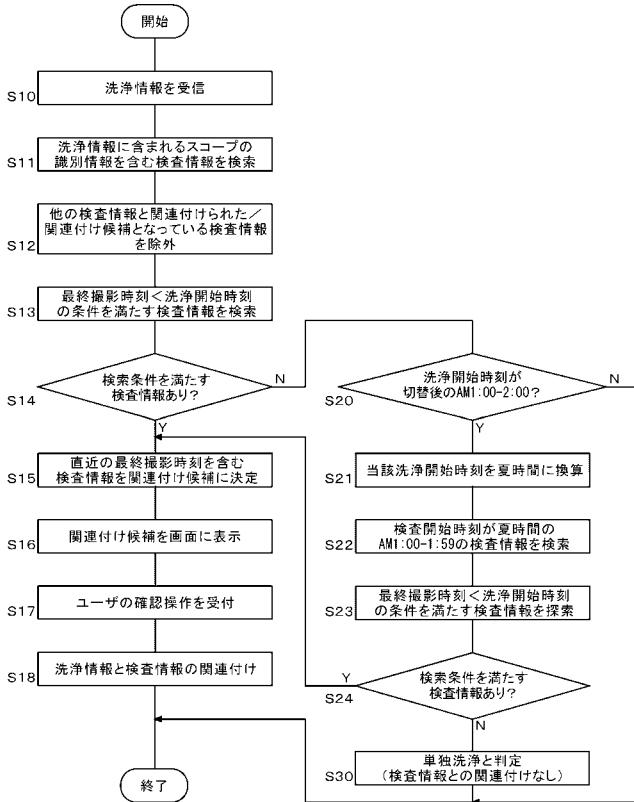 開始
S10
洗浄情報を受信
S11
洗浄情報に含まれるスコープの
識別情報を含む検査情報を検索
S12
他の検査情報と関連付けられた／
関連付け候補となっている検査情報
を除外
S13
最終撮影時刻＜洗浄開始時刻
の条件を満たす検査情報を検索
S14
検索条件を満たす
検査情報あり？
N
Y
S15
直近の最終撮影時刻を含む
検査情報を関連付け候補に決定
S16
関連付け候補を画面に表示
S17
ユーザの確認操作を受付
S18
洗浄情報と検査情報の関連付け
終了
S20
洗浄開始時刻が
切替後のAM1:00-2:00？
N
Y
S21
当該洗浄開始時刻を夏時間に換算
S22
検査開始時刻が夏時間の
AM1:00-1:59の検査情報を検索
S23
最終撮影時刻＜洗浄開始時刻
の条件を満たす検査情報を探索
S24
検索条件を満たす
検査情報あり？
Y
N
S30
単独洗浄と判定
（検査情報との関連付けなし）